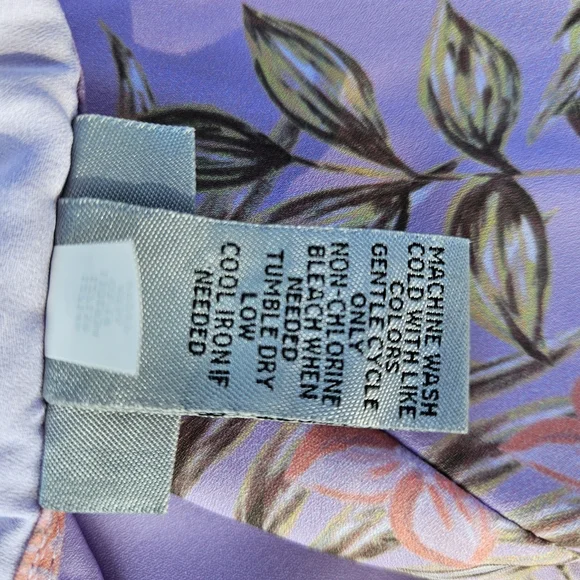 MACHINE WASH
COLD WITH LIKE
COLORS
GENTLE CYCLE
ONLY
NON-CHLORINE
BLEACH WHEN
NEEDED
TUMBLE DRY
LOW
COOL IRON IF
NEEDED